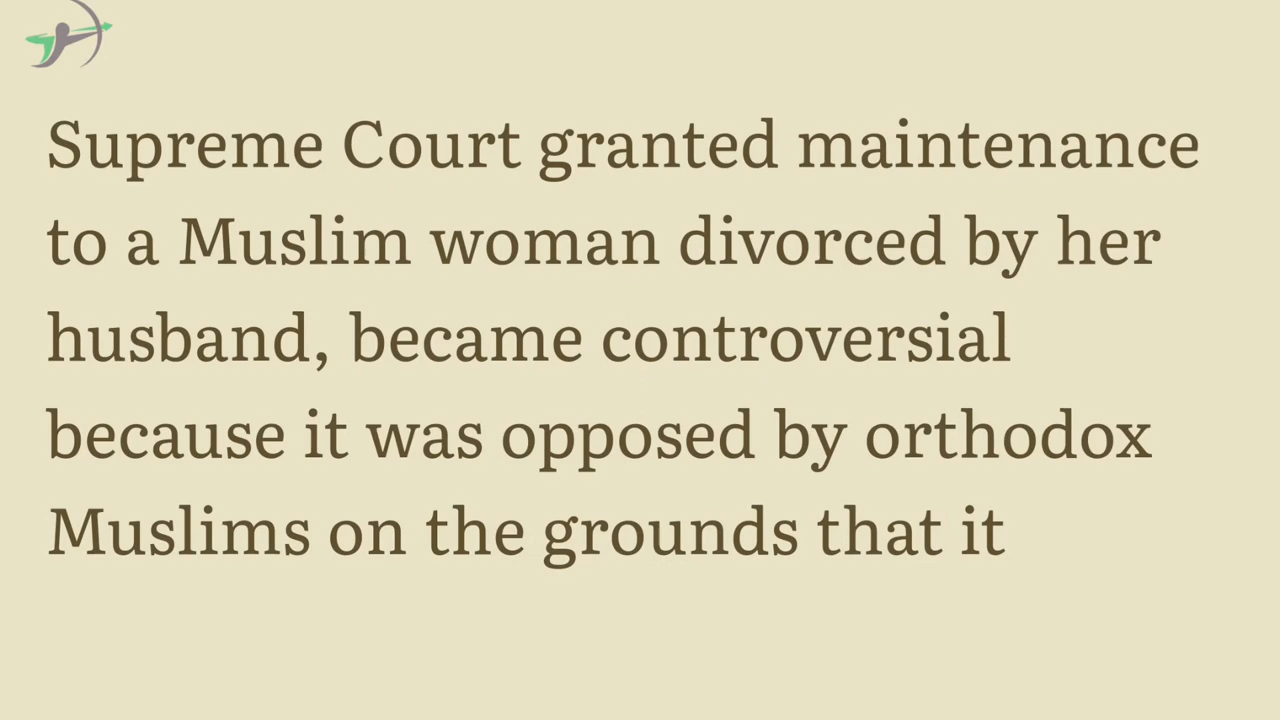 Supreme Court granted maintenance
to a Muslim woman divorced by her
husband, became controversial
because it was opposed by orthodox
Muslims on the grounds that it